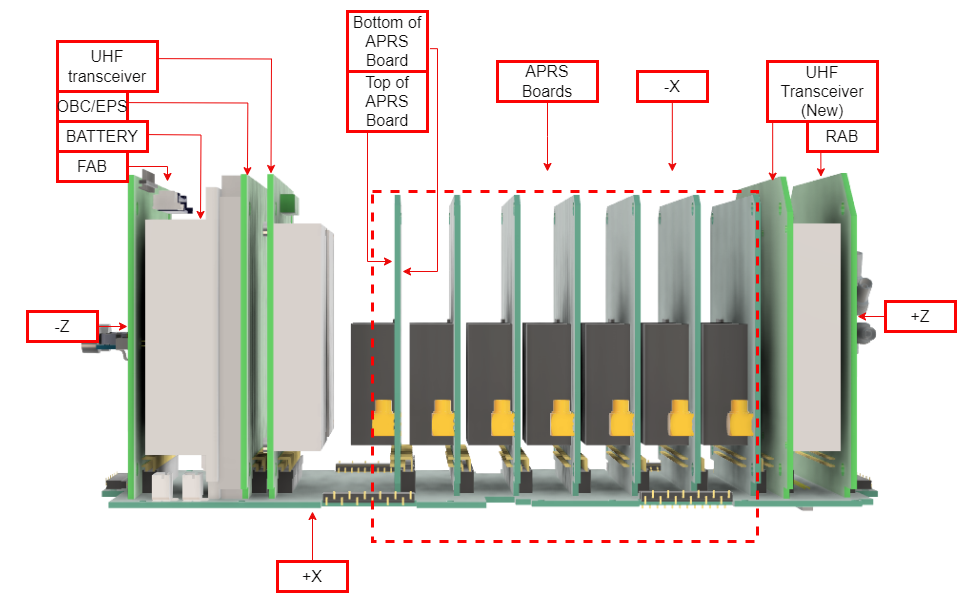 UHF
transceiver
OBC/EPS
BATTERY
FAB
Bottom of
APRS
Board
Top of
APRS
Board
APRS
Boards
-X
UHF
Transceiver
(New)
RAB
-Z
+Z
+X